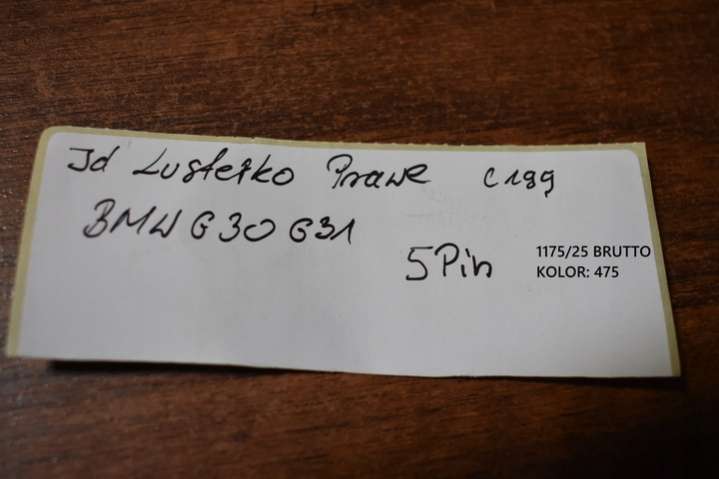 Jd Lusterko Prawe C199
BMW G30 G31
5Pin
1175/25 BRUTTO
KOLOR: 475